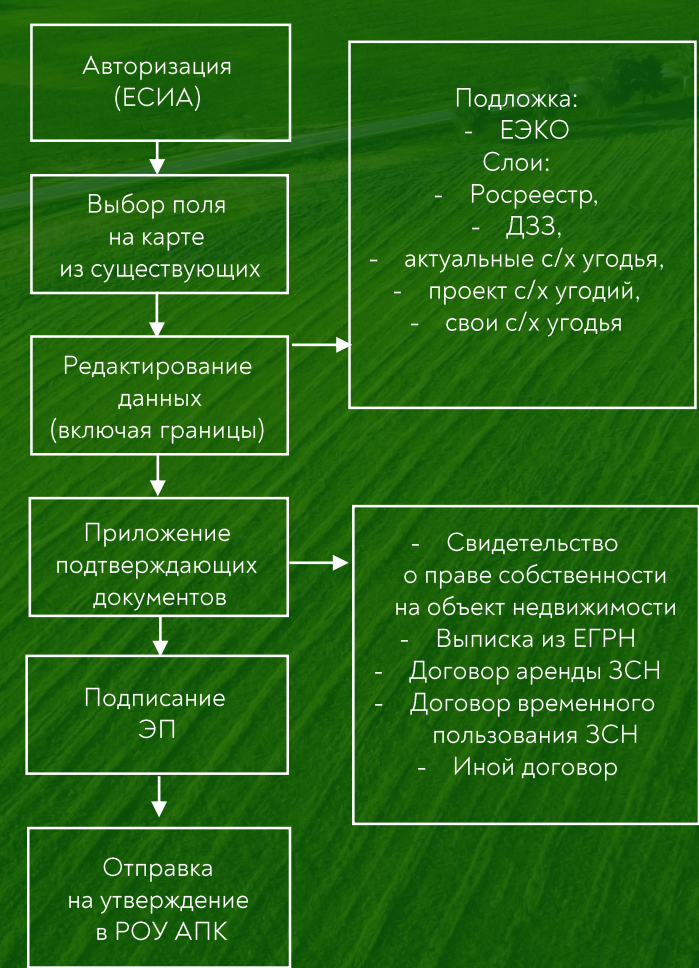 Авторизация
(ЕСИА)
Выбор поля
на карте
из существующих
Редактирование
данных
(включая границы)
Подложка:
- ЕЭКО
Слои:
- Росреестр,
- ДЗЗ,
- актуальные с/х угодья,
- проект с/х угодий,
- свои с/х угодья
Приложение
подтверждающих
документов
- Свидетельство
о праве собственности
на объект недвижимости
- Выписка из ЕГРН
- Договор аренды ЗСН
- Договор временного
пользования ЗСН
- Иной договор
Подписание
ЭП
Отправка
на утверждение
в РОУ АПК